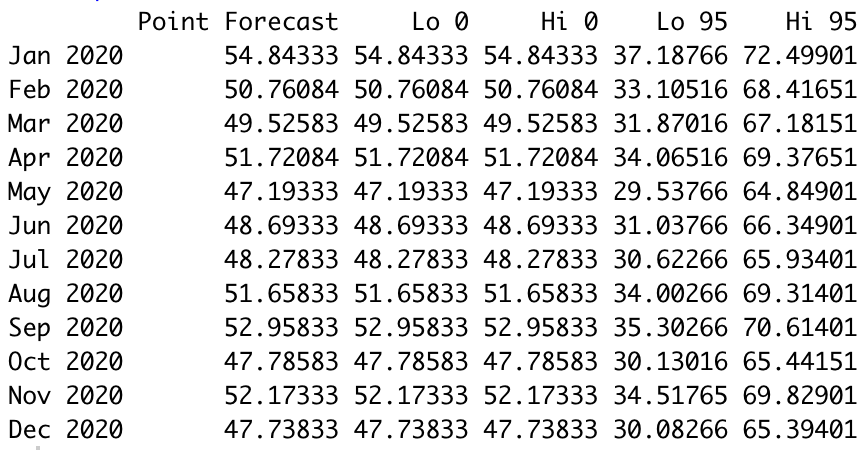 Point Forecast Lo 0 Hi 0 Lo 95 Hi 95
Jan 2020 54.84333 54.84333 54.84333 37.18766 72.49901
Feb 2020 50.76084 50.76084 50.76084 33.10516 68.41651
Mar 2020 49.52583 49.52583 49.52583 31.87016 67.18151
Apr 2020 51.72084 51.72084 51.72084 34.06516 69.37651
May 2020 47.19333 47.19333 47.19333 29.53766 64.84901
Jun 2020 48.69333 48.69333 48.69333 31.03766 66.34901
Jul 2020 48.27833 48.27833 48.27833 30.62266 65.93401
Aug 2020 51.65833 51.65833 51.65833 34.00266 69.31401
Sep 2020 52.95833 52.95833 52.95833 35.30266 70.61401
Oct 2020 47.78583 47.78583 47.78583 30.13016 65.44151
Nov 2020 52.17333 52.17333 52.17333 34.51765 69.82901
Dec 2020 47.73833 47.73833 47.73833 30.08266 65.39401